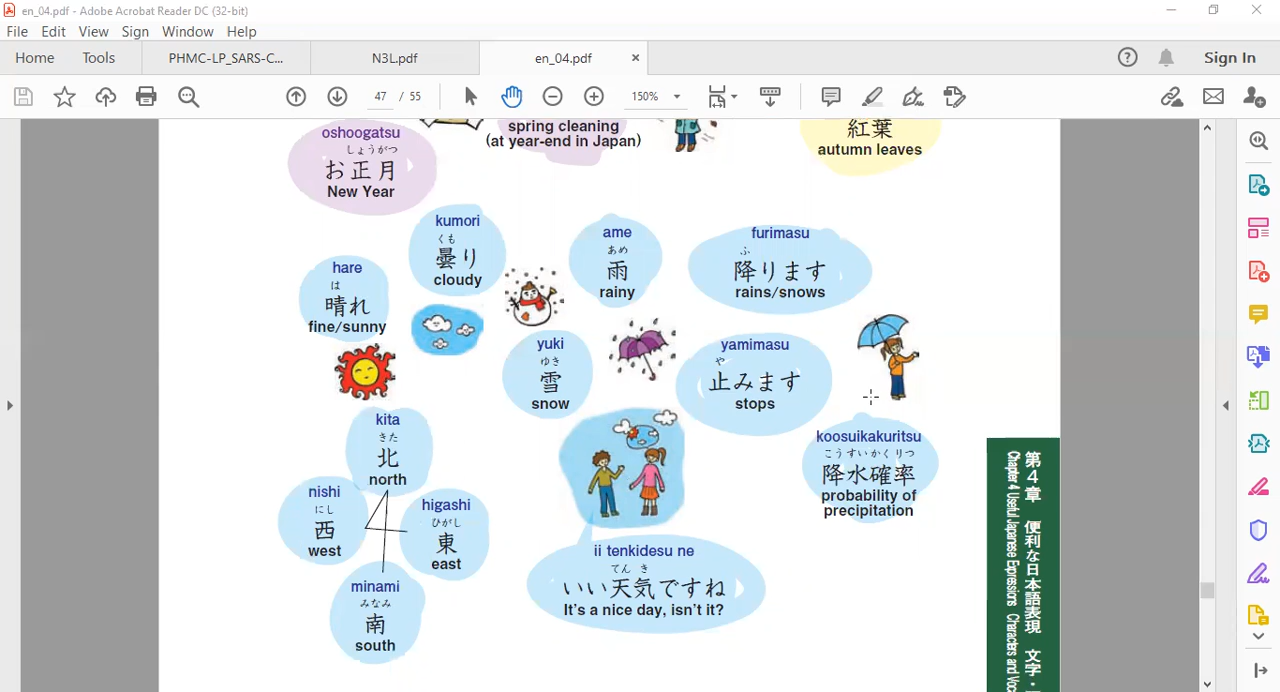 en_04.pdf - Adobe Acrobat Reader DC (32-bit)
File Edit View Sign Window Help
Home Tools PHMC-LP_SARS-C... N3L.pdf en_04.pdf Sign In
47 / 55 150%
oshoogatsu
しょうがつ
お正月
New Year
spring cleaning
(at year-end in Japan)
紅葉
autumn leaves
kumori
くも
曇り
cloudy
ame
あめ
雨
rainy
furimasu
ふ
降ります
rains/snows
hare
は
晴れ
fine/sunny
yuki
ゆき
雪
snow
yamimasu
や
止みます
stops
kita
きた
北
north
koosuikakuritsu
こうすいかくりつ
降水確率
probability of
precipitation
nishi
にし
西
west
higashi
ひがし
東
east
minami
みなみ
南
south
ii tenkidesu ne
てん き
いい天気ですね
It's a nice day, isn't it?
第4章 便利な日本語表現 文字・
Chapter 4 Useful Japanese Expressions Characters and Voc